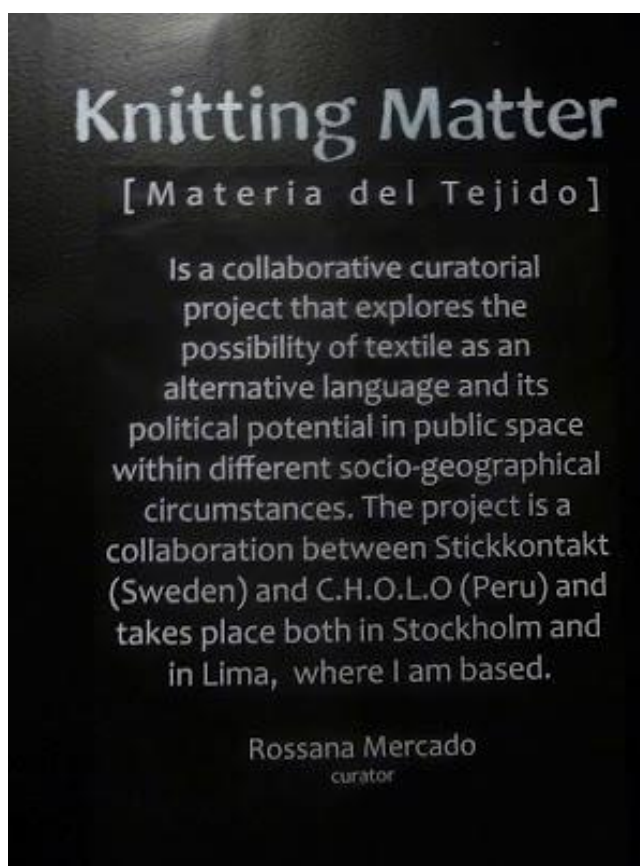 Knitting Matter
[Materia del Tejido]
Is a collaborative curatorial
project that explores the
possibility of textile as an
alternative language and its
political potential in public space
within different socio-geographical
circumstances. The project is a
collaboration between Stickkontakt
(Sweden) and C.H.O.L.O (Peru) and
takes place both in Stockholm and
in Lima, where I am based.
Rossana Mercado
curator